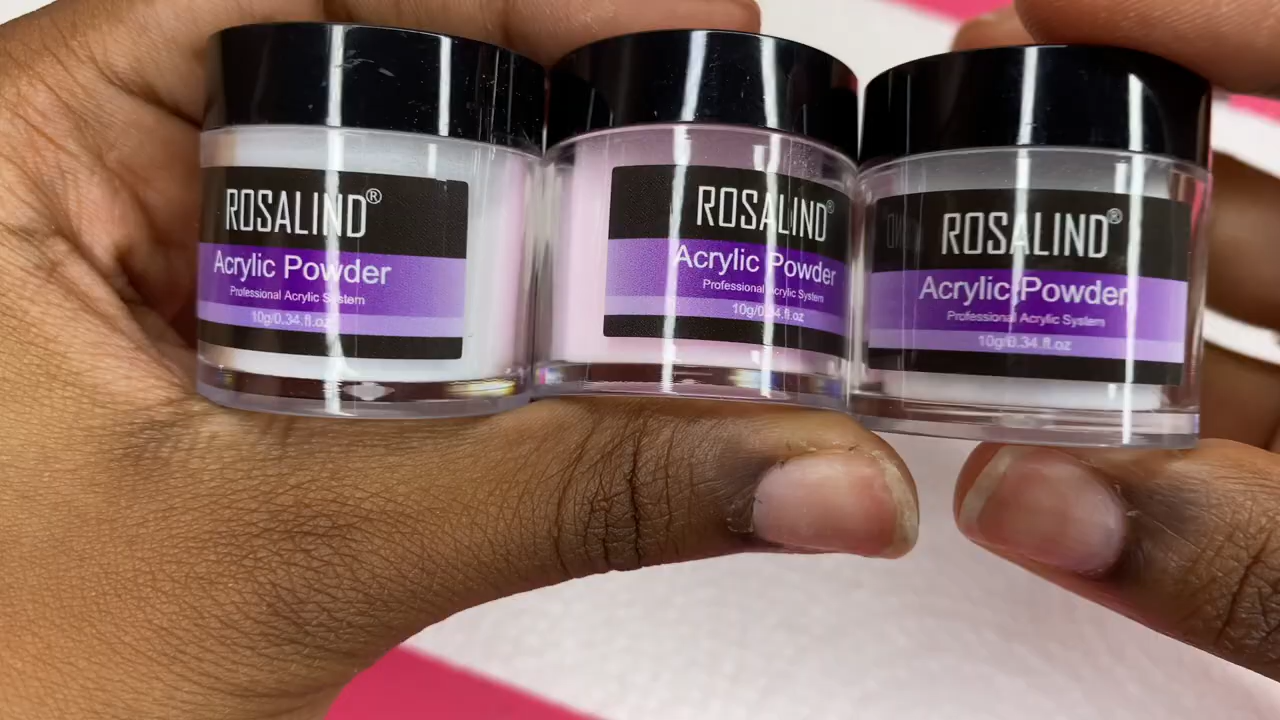 ROSALIND®
Acrylic Powder
Professional Acrylic System
10g/0.34.fl.oz
ROSALIND®
Acrylic Powder
Professional Acrylic System
10g/0.34.fl.oz
ROSALIND®
Acrylic Powder
Professional Acrylic System
10g/0.34.fl.oz